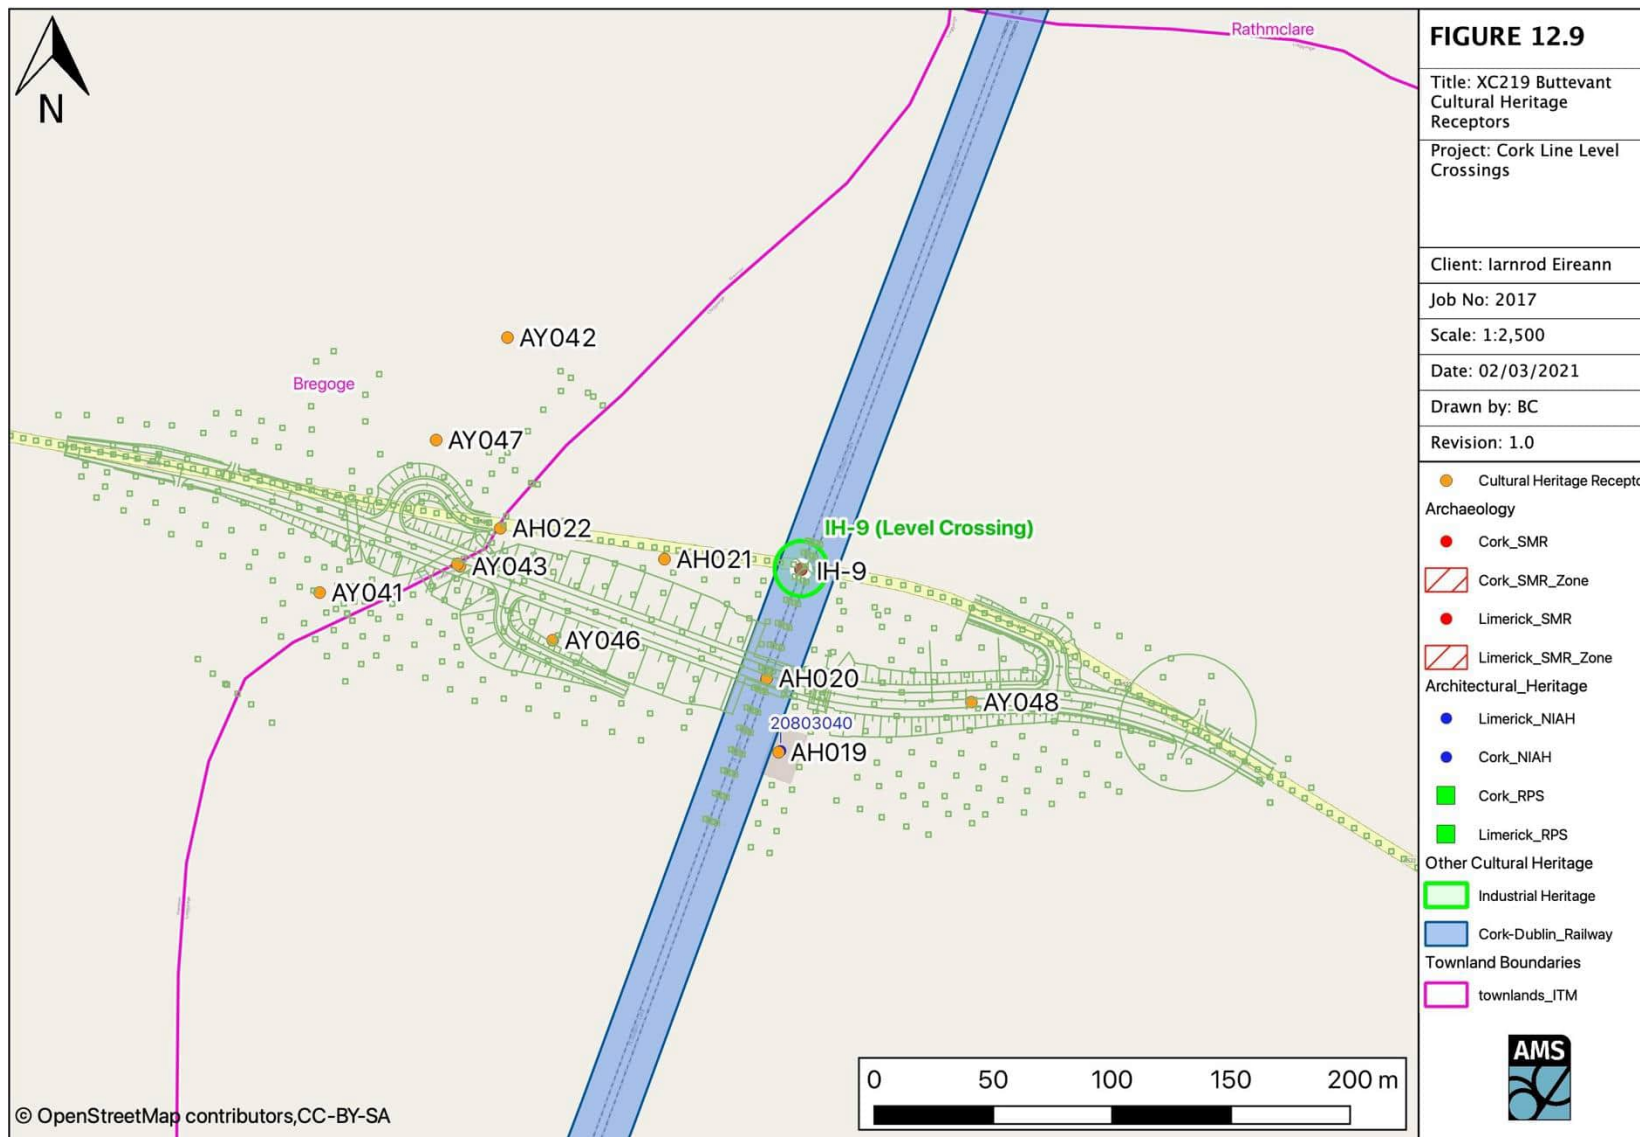 N
Rathmclare
AY042
Bregoge
AY047
AH022
IH-9 (Level Crossing)
AH021
IH-9
AY043
AY041
AY046
AH020
AY048
20803040
AH019
0 50 100 150 200 m
© OpenStreetMap contributors,CC-BY-SA
FIGURE 12.9
Title: XC219 Buttevant
Cultural Heritage
Receptors
Project: Cork Line Level
Crossings
Client: Iarnrod Eireann
Job No: 2017
Scale: 1:2,500
Date: 02/03/2021
Drawn by: BC
Revision: 1.0
Cultural Heritage Recepto
Archaeology
Cork_SMR
Cork_SMR_Zone
Limerick_SMR
Limerick_SMR_Zone
Architectural_Heritage
Limerick_NIAH
Cork_NIAH
Cork_RPS
Limerick_RPS
Other Cultural Heritage
Industrial Heritage
Cork-Dublin_Railway
Townland Boundaries
townlands_ITM
AMS